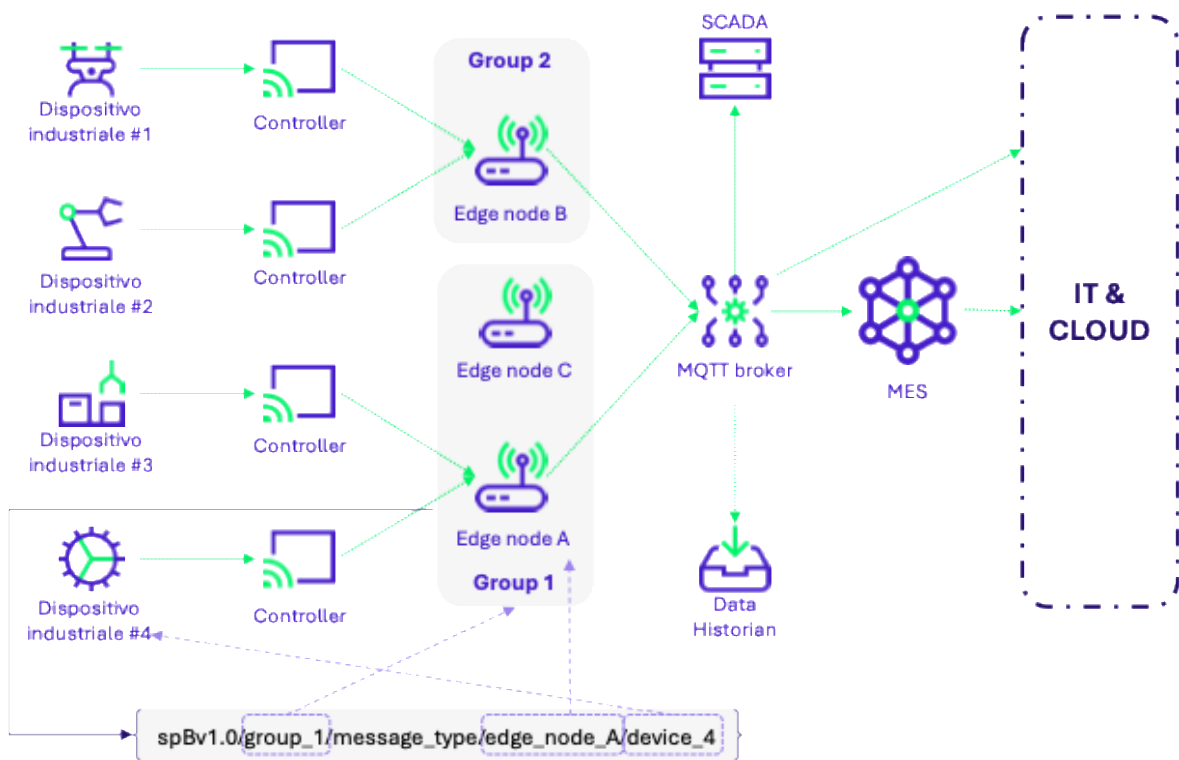 SCADA
Group 2
Dispositivo
industriale #1
Controller
Edge node B
Dispositivo
industriale #2
Controller
IT &
CLOUD
Edge node C
MQTT broker
MES
Dispositivo
industriale #3
Controller
Edge node A
Group 1
Dispositivo
industriale #4
Controller
Data
Historian
spBv1.0/group_1/message_type/edge_node_A/device_4